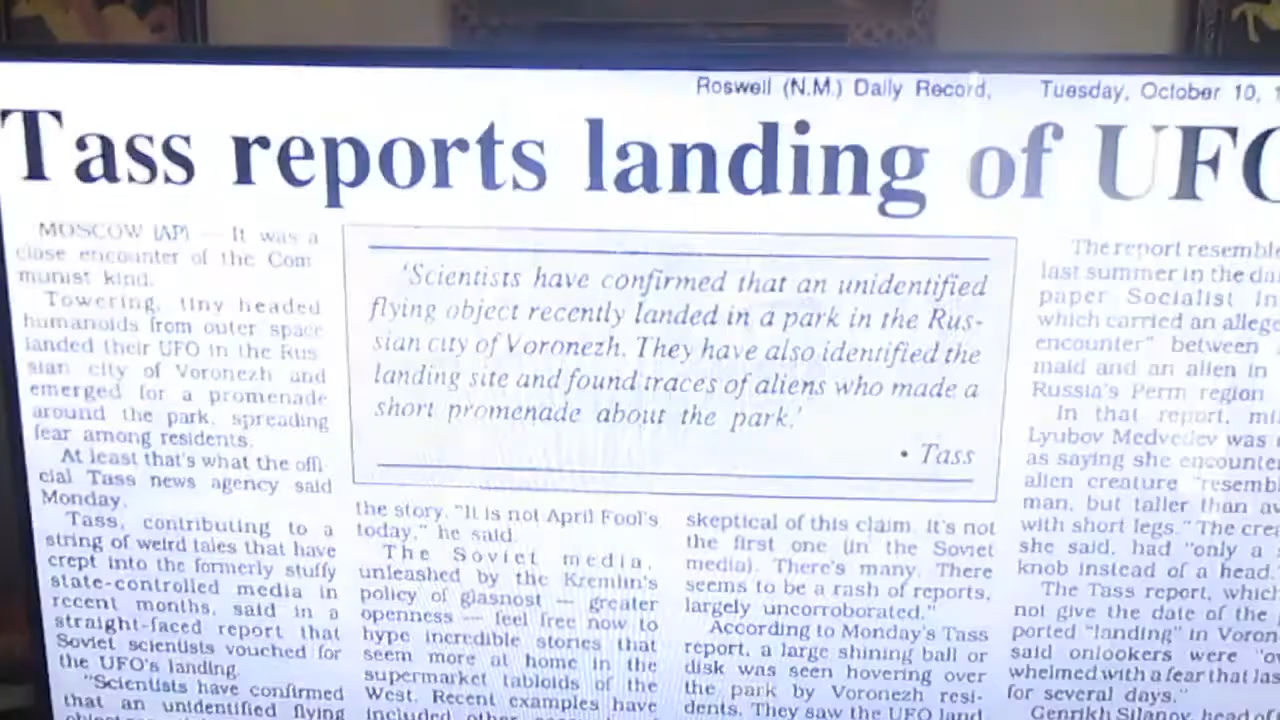 Roswell (N.M.) Daily Record, Tuesday, October 10,
Tass reports landing of UFO
MOSCOW (AP) — It was a
close encounter of the Com
munist kind.
Towering, tiny headed
humanoids from outer space
landed their UFO in the Rus
sian city of Voronezh and
emerged for a promenade
around the park, spreading
fear among residents.
At least that's what the offi-
cial Tass news agency said
Monday.
Tass, contributing to a
string of weird tales that have
crept into the formerly stuffy
state-controlled media in
recent months, said in a
straight-faced report that
Soviet scientists vouched for
the UFO's landing.
"Scientists have confirmed
that an unidentified flying
'Scientists have confirmed that an unidentified
flying object recently landed in a park in the Rus-
sian city of Voronezh. They have also identified the
landing site and found traces of aliens who made a
short promenade about the park.'
• Tass
the story. "It is not April Fool's
today," he said.
The Soviet media,
unleashed by the Kremlin's
policy of glasnost — greater
openness — feel free now to
hype incredible stories that
seem more at home in the
supermarket tabloids of the
West. Recent examples have
included other
skeptical of this claim. It's not
the first one (in the Soviet
media). There's many. There
seems to be a rash of reports,
largely uncorroborated."
According to Monday's Tass
report, a large shining ball or
disk was seen hovering over
the park by Voronezh resi-
dents. They saw the UFO land,
The report resemble
last summer in the dai
paper Socialist In
which carried an allege
encounter" between
maid and an alien in
Russia's Perm region
In that report, mil
Lyubov Medvedev was
as saying she encounter
alien creature "resembl
man, but taller than av
with short legs." The crea
she said, had "only a
knob instead of a head."
The Tass report, which
not give the date of the
ported "landing" in Voron
said onlookers were "ov
whelmed with a fear that las
for several days."
Genrikh Silanov, head of